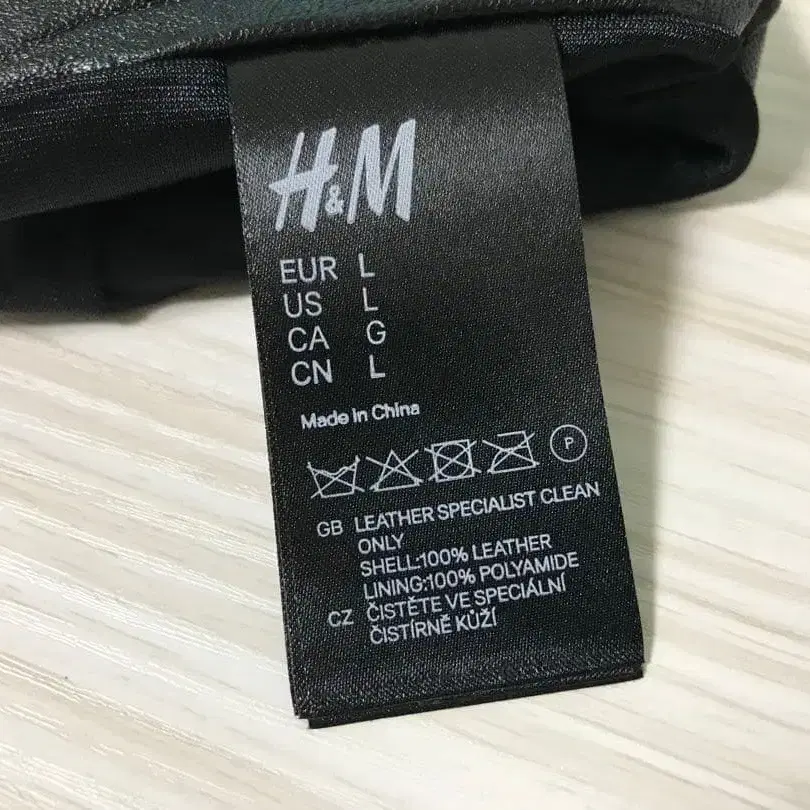 H&M
EUR L
US L
CA G
CN L
Made in China
P
GB LEATHER SPECIALIST CLEAN
ONLY
SHELL:100% LEATHER
LINING:100% POLYAMIDE
CZ ČISTĚTE VE SPECIÁLNÍ
ČISTÍRNĚ KŮŽÍ